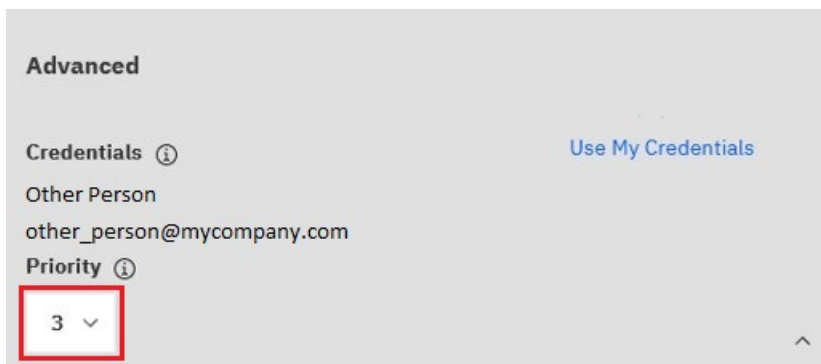 Advanced
Credentials Use My Credentials
Other Person
other_person@mycompany.com
Priority
3